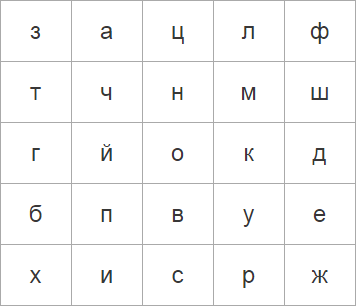 з а ц л ф
т ч н м ш
г й о к д
б п в у е
х и с р ж